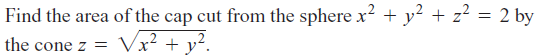 Find the area of the cap cut from the sphere x² + y² + z² = 2 by
the cone z = √x² + y².